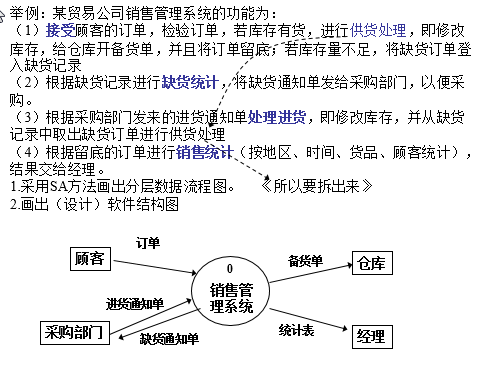 举例：某贸易公司销售管理系统的功能为：
（1）接受顾客的订单，检验订单，若库存有货，进行供货处理，即修改
库存，给仓库开备货单，并且将订单留底；若库存量不足，将缺货订单登
入缺货记录
（2）根据缺货记录进行缺货统计，将缺货通知单发给采购部门，以便采
购。
（3）根据采购部门发来的进货通知单处理进货，即修改库存，并从缺货
记录中取出缺货订单进行供货处理
（4）根据留底的订单进行销售统计（按地区、时间、货品、顾客统计），
结果交给经理。
1.采用SA方法画出分层数据流程图。 《所以要拆出来》
2.画出（设计）软件结构图
订单
顾客
0
备货单
仓库
销售管
理系统
进货通知单
采购部门
缺货通知单
统计表
经理